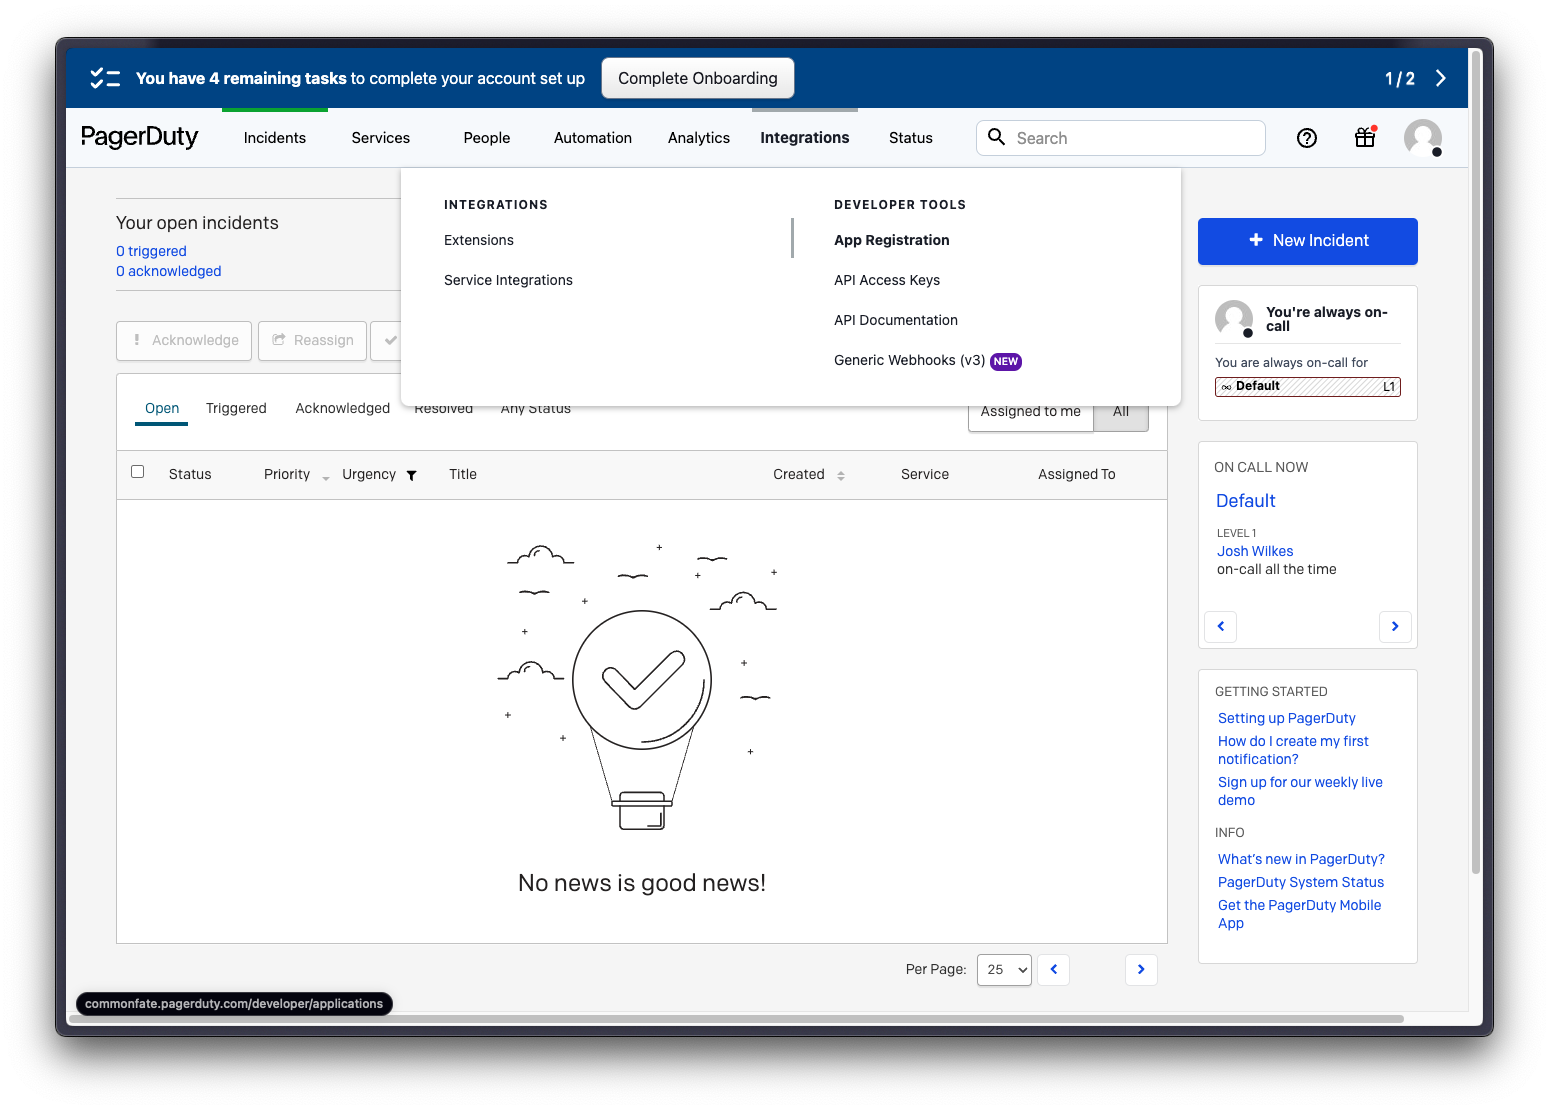 You have 4 remaining tasks to complete your account set up
Complete Onboarding
1 / 2
PagerDuty
Incidents
Services
People
Automation
Analytics
Integrations
Status
Search
INTEGRATIONS
Extensions
Service Integrations
DEVELOPER TOOLS
App Registration
API Access Keys
API Documentation
Generic Webhooks (v3) NEW
Your open incidents
0 triggered
0 acknowledged
Acknowledge
Reassign
Open
Triggered
Acknowledged
Resolved
Any Status
Assigned to me
All
Status
Priority
Urgency
Title
Created
Service
Assigned To
No news is good news!
Per Page:
25
New Incident
You're always on-
call
You are always on-call for
Default
L1
ON CALL NOW
Default
LEVEL 1
Josh Wilkes
on-call all the time
GETTING STARTED
Setting up PagerDuty
How do I create my first
notification?
Sign up for our weekly live
demo
INFO
What's new in PagerDuty?
PagerDuty System Status
Get the PagerDuty Mobile
App
commonfate.pagerduty.com/developer/applications